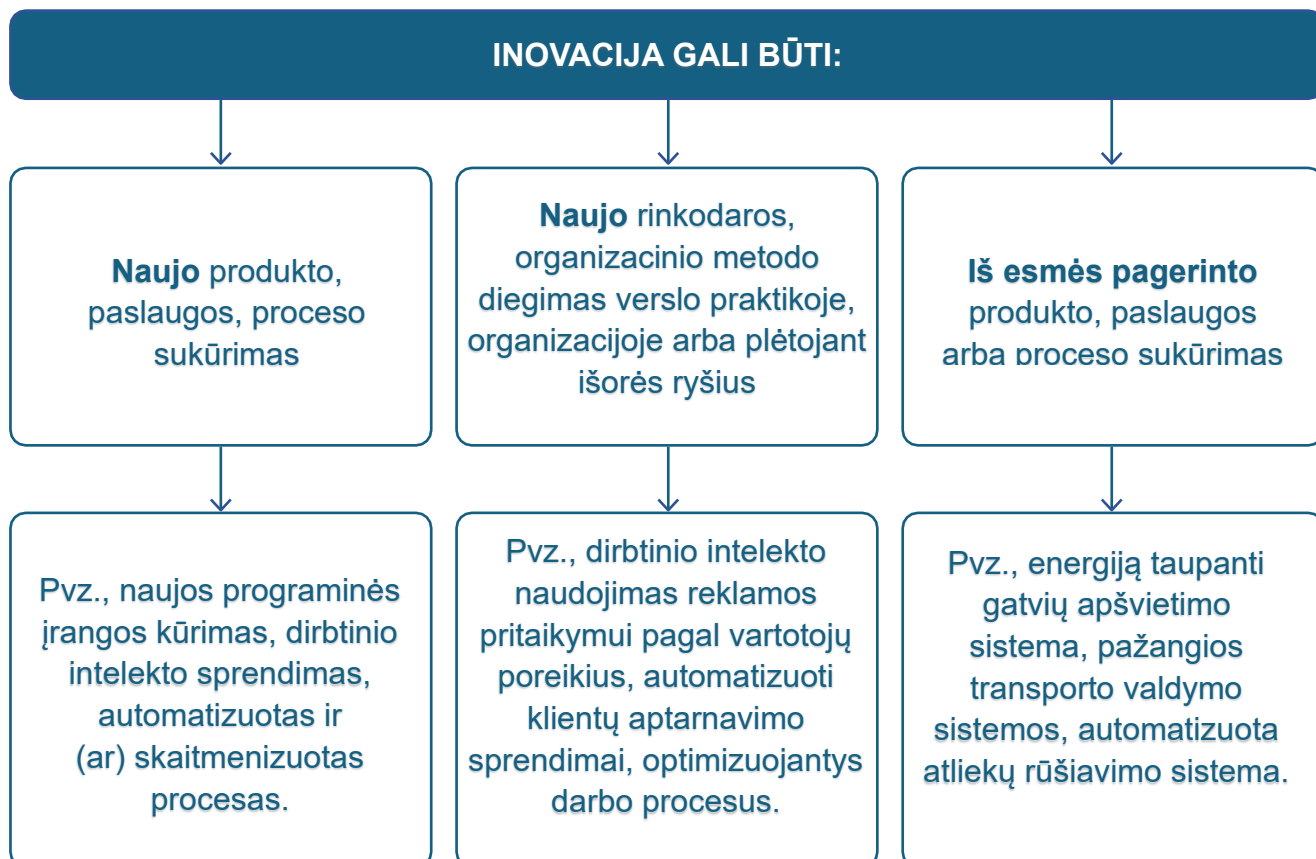 INOVACIJA GALI BŪTI:
Naujo produkto,
paslaugos, proceso
sukūrimas
Naujo rinkodaros,
organizacinio metodo
diegimas verslo praktikoje,
organizacijoje arba plėtojant
išorės ryšius
Iš esmės pagerinto
produkto, paslaugos
arba proceso sukūrimas
Pvz., naujos programinės
įrangos kūrimas, dirbtinio
intelekto sprendimas,
automatizuotas ir
(ar) skaitmenizuotas
procesas.
Pvz., dirbtinio intelekto
naudojimas reklamos
pritaikymui pagal vartotojų
poreikius, automatizuoti
klientų aptarnavimo
sprendimai, optimizuojantys
darbo procesus.
Pvz., energiją taupanti
gatvių apšvietimo
sistema, pažangios
transporto valdymo
sistemos, automatizuota
atliekų rūšiavimo sistema.